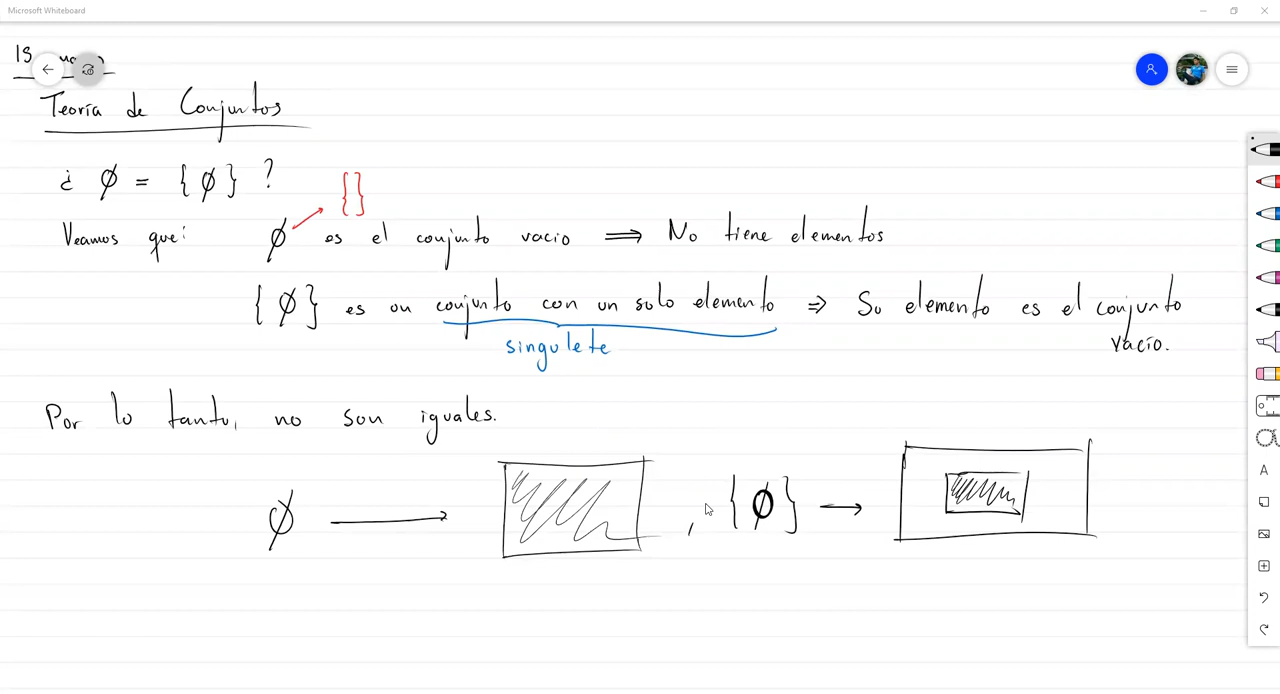 Microsoft Whiteboard
Teoría de Conjuntos
¿ Ø = { Ø } ?
{ }
Veamos que: Ø es el conjunto vacio ⟹ No tiene elementos
{ Ø } es un conjunto con un solo elemento ⇒ Su elemento es el conjunto
vacío.
singulete
Por lo tanto, no son iguales.
Ø ⟶ , { Ø } ⟶
A